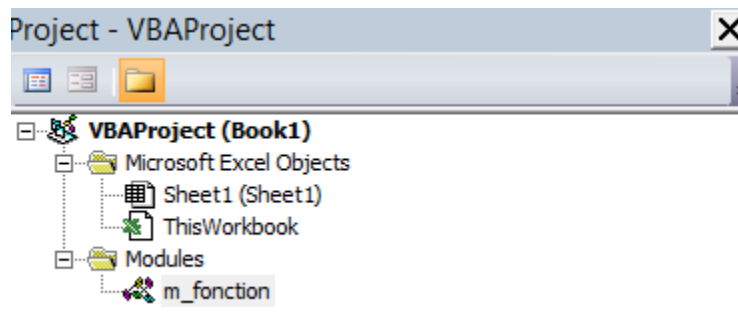 Project - VBAProject
VBAProject (Book1)
Microsoft Excel Objects
Sheet1 (Sheet1)
ThisWorkbook
Modules
m_fonction